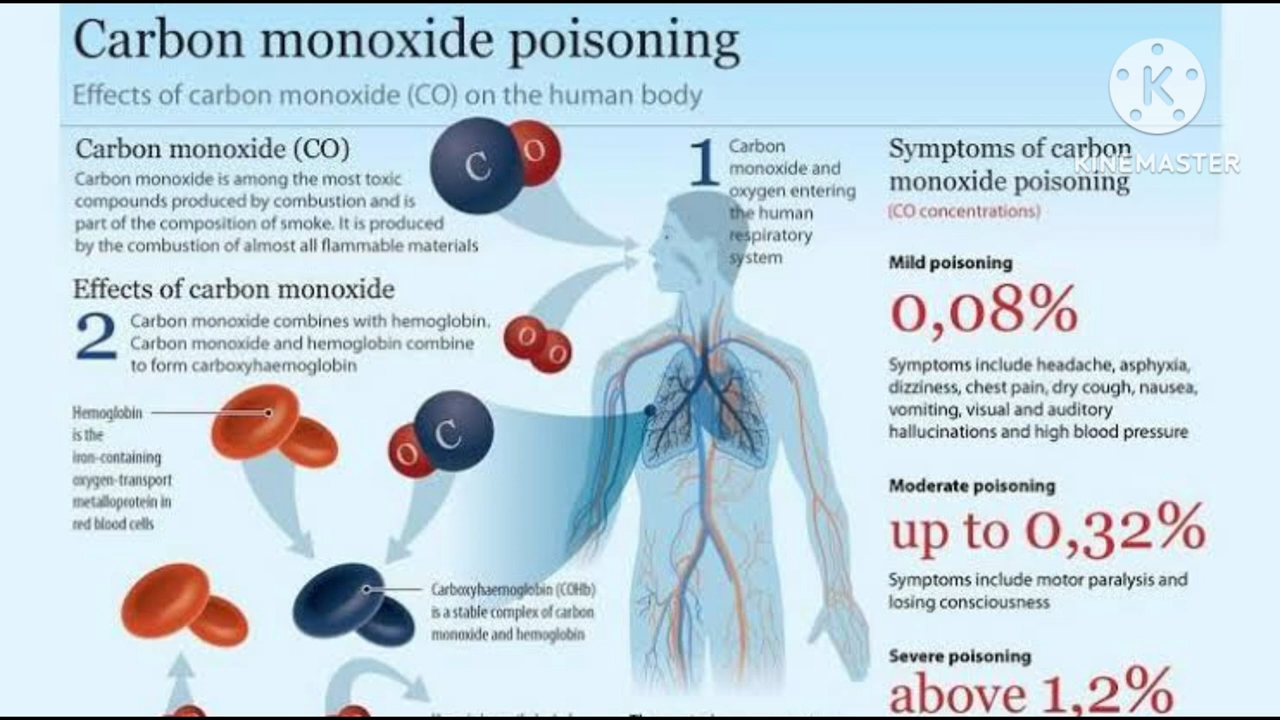 Carbon monoxide poisoning
Effects of carbon monoxide (CO) on the human body
K
KINEMASTER
Carbon monoxide (CO)
Carbon monoxide is among the most toxic
compounds produced by combustion and is
part of the composition of smoke. It is produced
by the combustion of almost all flammable materials
C O
1
Carbon
monoxide and
oxygen entering
the human
respiratory
system
Effects of carbon monoxide
2
Carbon monoxide combines with hemoglobin.
Carbon monoxide and hemoglobin combine
to form carboxyhaemoglobin
O O
Hemoglobin
is the
iron-containing
oxygen-transport
metalloprotein in
red blood cells
O C
Carboxyhaemoglobin (COHb)
is a stable complex of carbon
monoxide and hemoglobin
Symptoms of carbon
monoxide poisoning
(CO concentrations)
Mild poisoning
0,08%
Symptoms include headache, asphyxia,
dizziness, chest pain, dry cough, nausea,
vomiting, visual and auditory
hallucinations and high blood pressure
Moderate poisoning
up to 0,32%
Symptoms include motor paralysis and
losing consciousness
Severe poisoning
above 1,2%